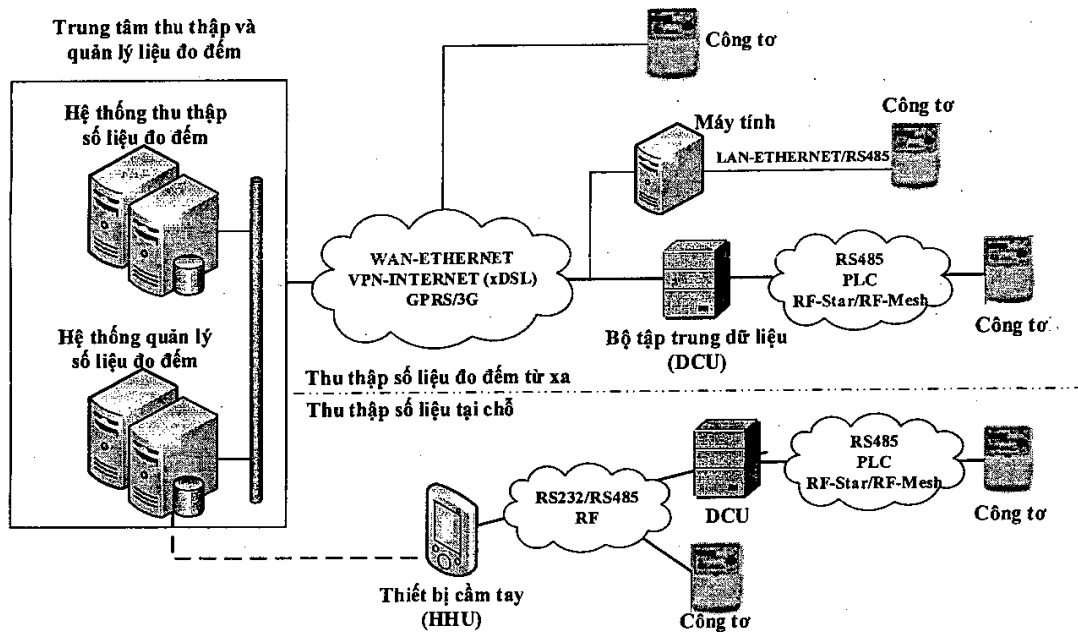 Trung tâm thu thập và
quản lý liệu đo đếm
Hệ thống thu thập
số liệu đo đếm
Hệ thống quản lý
số liệu đo đếm
WAN-ETHERNET
VPN-INTERNET (xDSL)
GPRS/3G
Công tơ
Máy tính
LAN-ETHERNET/RS485
Công tơ
Bộ tập trung dữ liệu
(DCU)
RS485
PLC
RF-Star/RF-Mesh
Công tơ
Thu thập số liệu đo đếm từ xa
Thu thập số liệu tại chỗ
Thiết bị cầm tay
(HHU)
RS232/RS485
RF
DCU
RS485
PLC
RF-Star/RF-Mesh
Công tơ
Công tơ